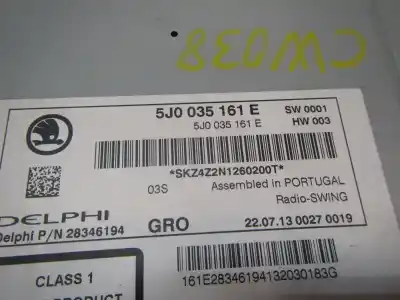 CW038
5J0 035 161 E SW 0001
5J0 035 161 E HW 003
*SKZ4Z2N1260200T*
03S Assembled in PORTUGAL
Radio-SWING
DELPHI GRO 22.07.13 0027 0019
Delphi P/N 28346194
CLASS 1
161E28346194132030183G
PRODUCT